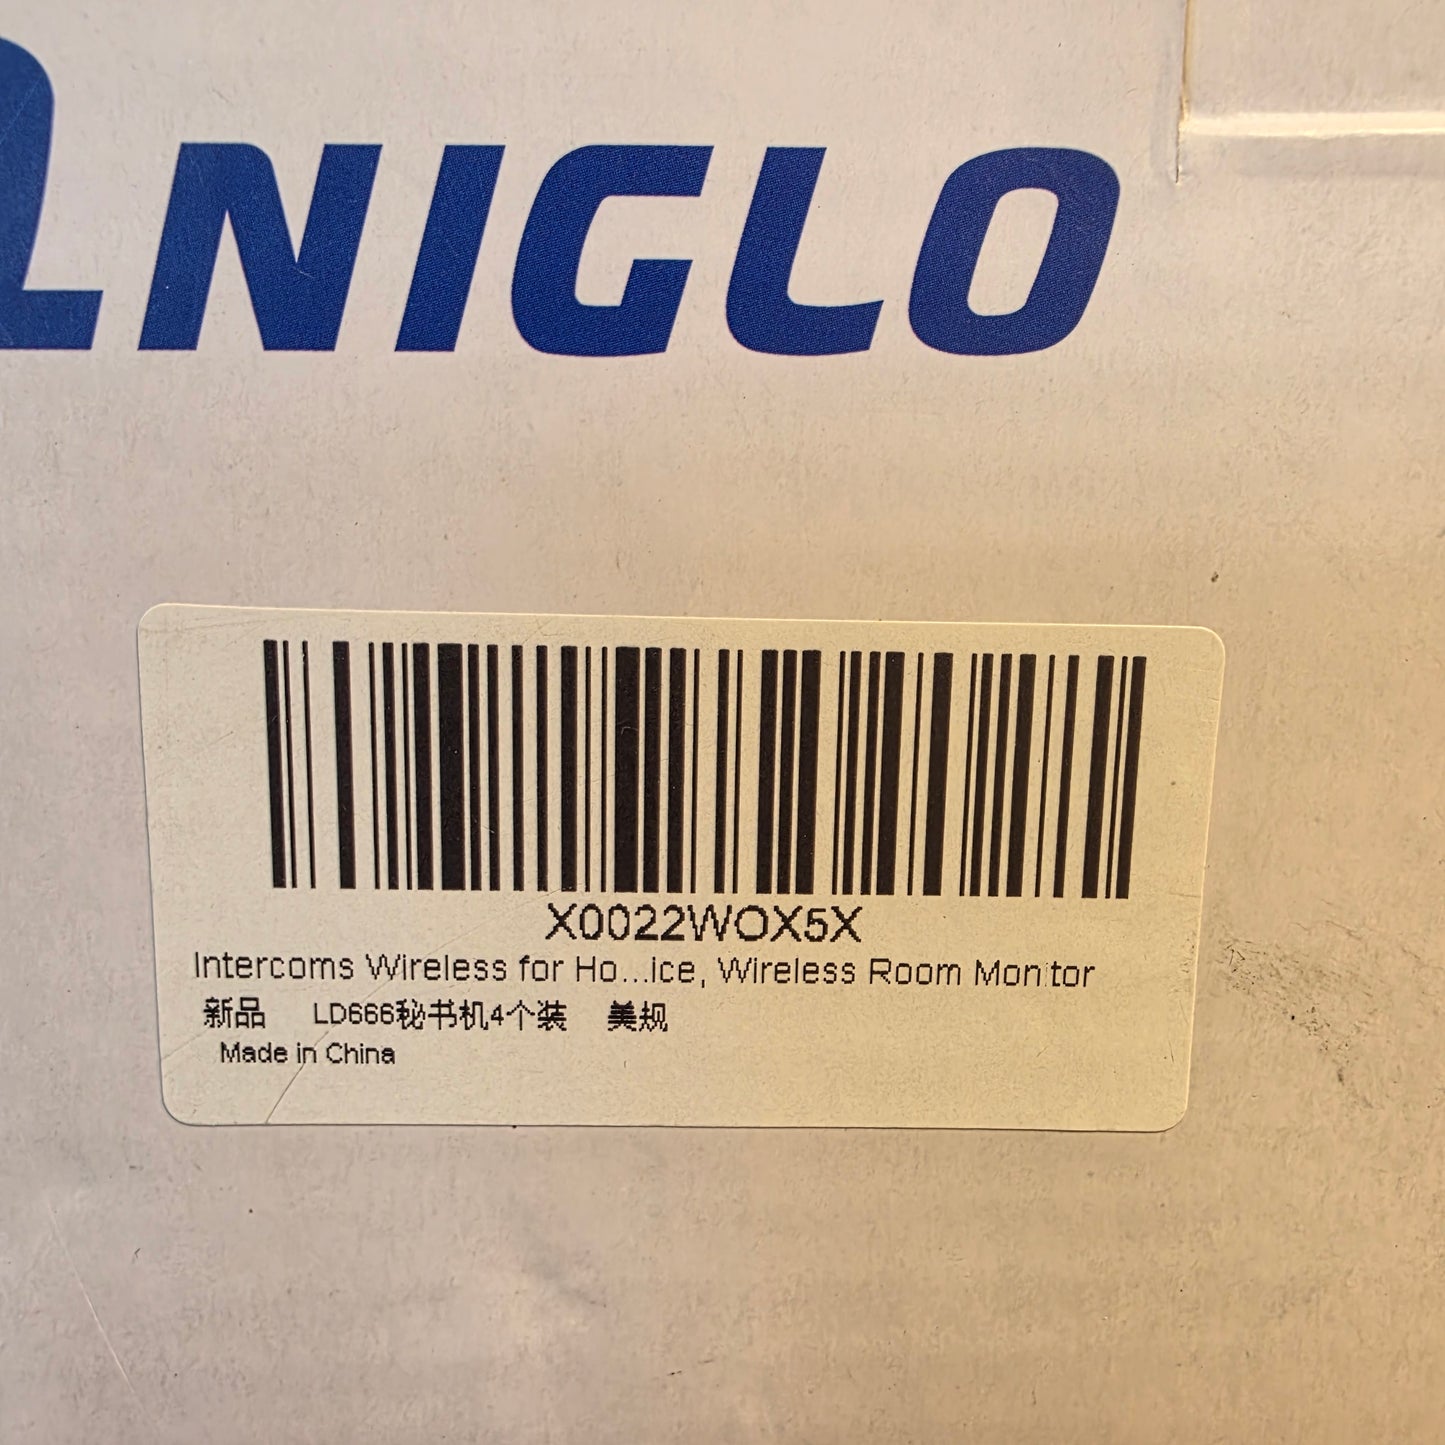 NIGLO
X0022WOX5X
Intercoms Wireless for Ho...ice, Wireless Room Monitor
新品 LD666秘书机4个装 美规
Made in China